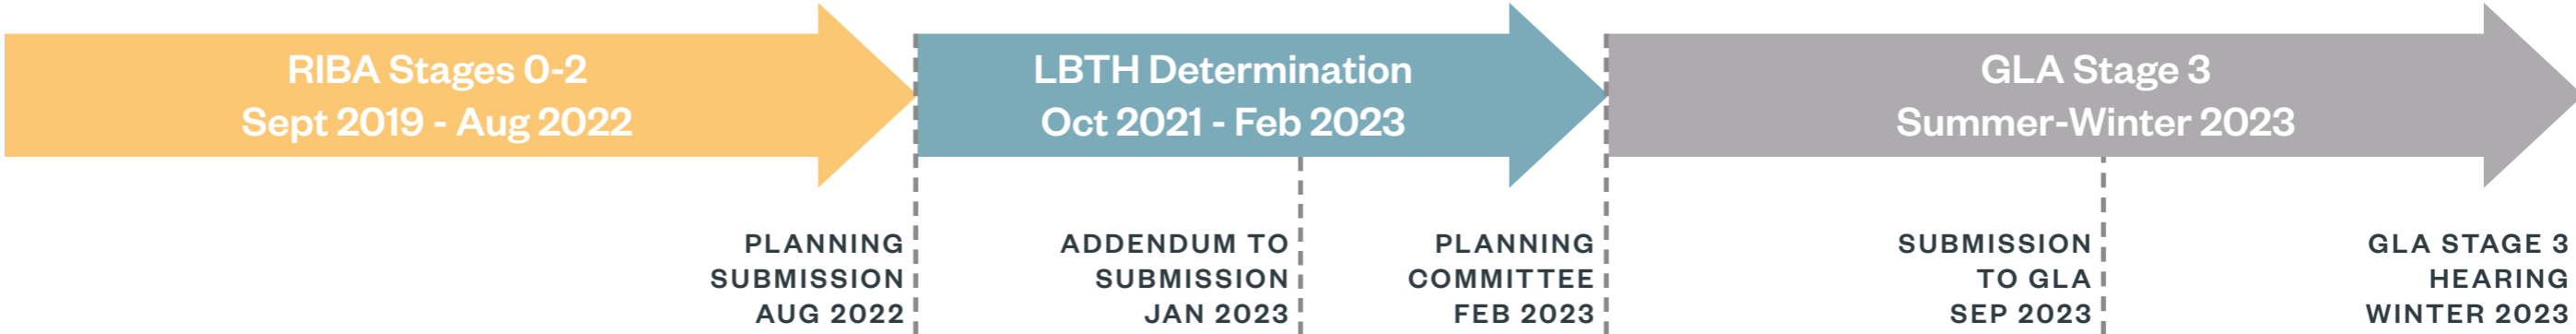 RIBA Stages 0-2
Sept 2019 - Aug 2022
LBTH Determination
Oct 2021 - Feb 2023
GLA Stage 3
Summer-Winter 2023
PLANNING
SUBMISSION
AUG 2022
ADDENDUM TO
SUBMISSION
JAN 2023
PLANNING
COMMITTEE
FEB 2023
SUBMISSION
TO GLA
SEP 2023
GLA STAGE 3
HEARING
WINTER 2023